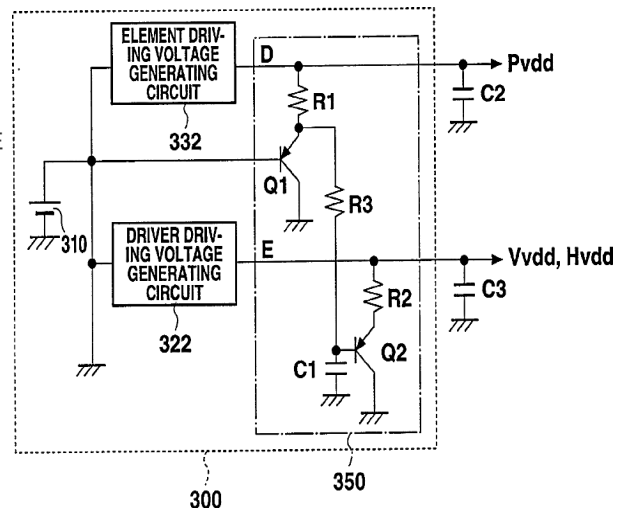 ELEMENT DRIV-
ING VOLTAGE
GENERATING
CIRCUIT
332
D
Pvdd
R1
C2
Q1
R3
310
DRIVER DRIV-
ING VOLTAGE
GENERATING
CIRCUIT
322
E
Vvdd, Hvdd
R2
C3
C1
Q2
350
300